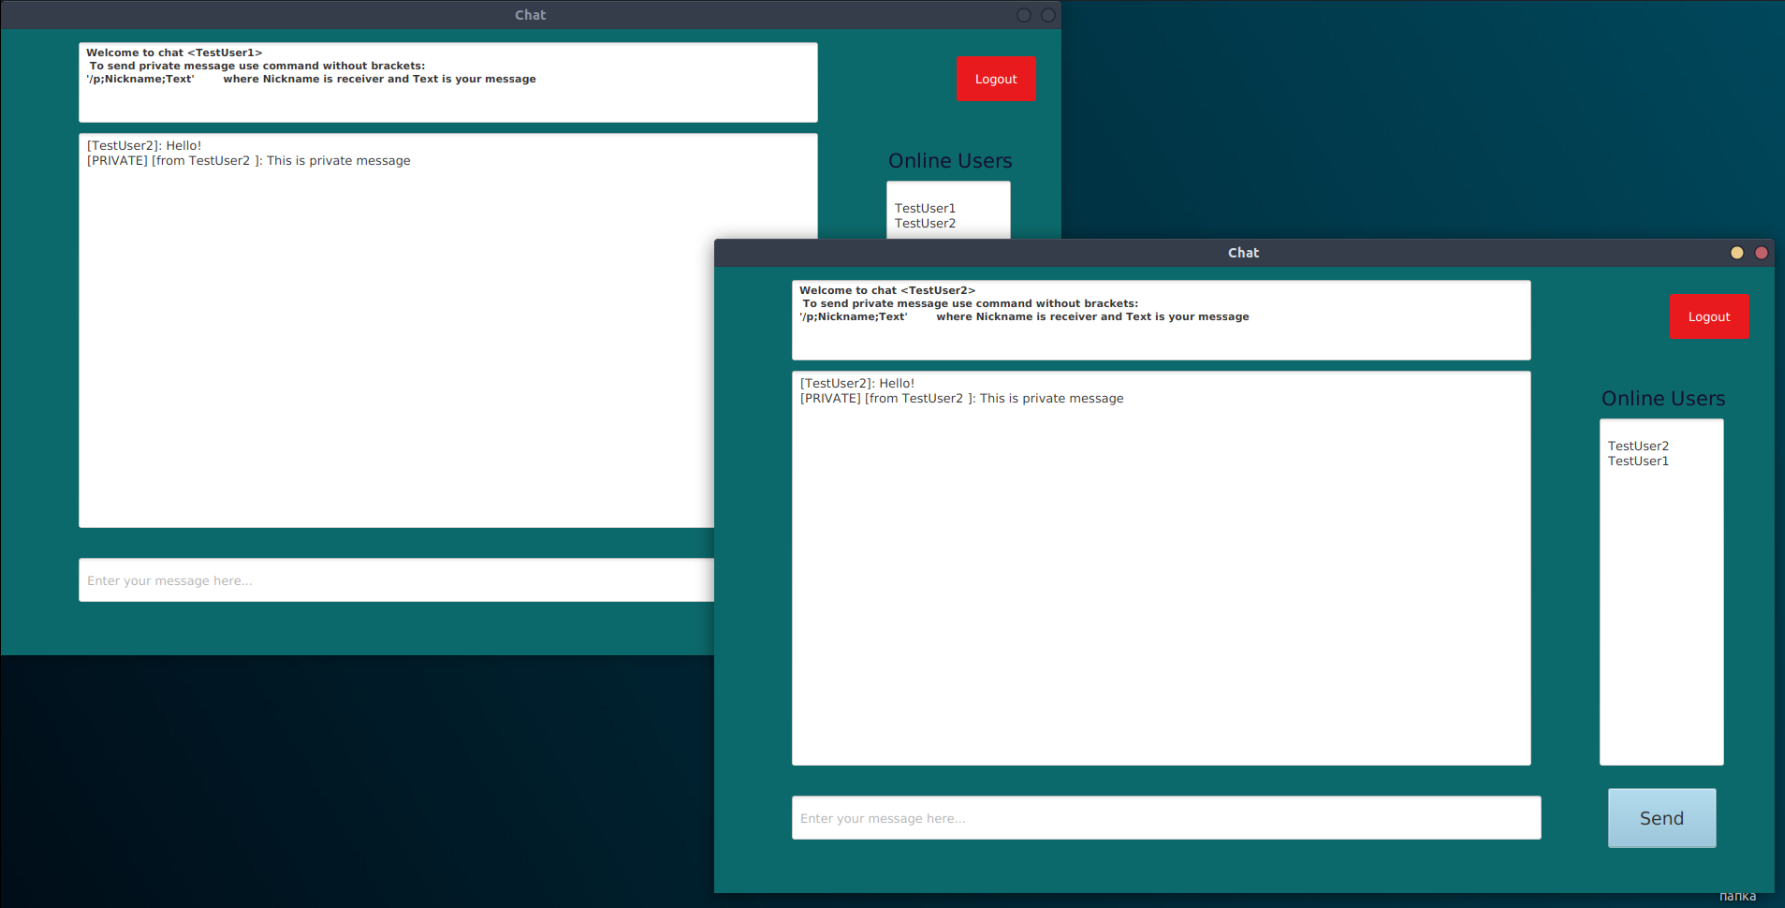 Chat
Welcome to chat <TestUser1>
To send private message use command without brackets:
'/p;Nickname;Text' where Nickname is receiver and Text is your message
Logout
[TestUser2]: Hello!
[PRIVATE] [from TestUser2 ]: This is private message
Online Users
TestUser1
TestUser2
Enter your message here...
Chat
Welcome to chat <TestUser2>
To send private message use command without brackets:
'/p;Nickname;Text' where Nickname is receiver and Text is your message
Logout
[TestUser2]: Hello!
[PRIVATE] [from TestUser2 ]: This is private message
Online Users
TestUser2
TestUser1
Enter your message here...
Send